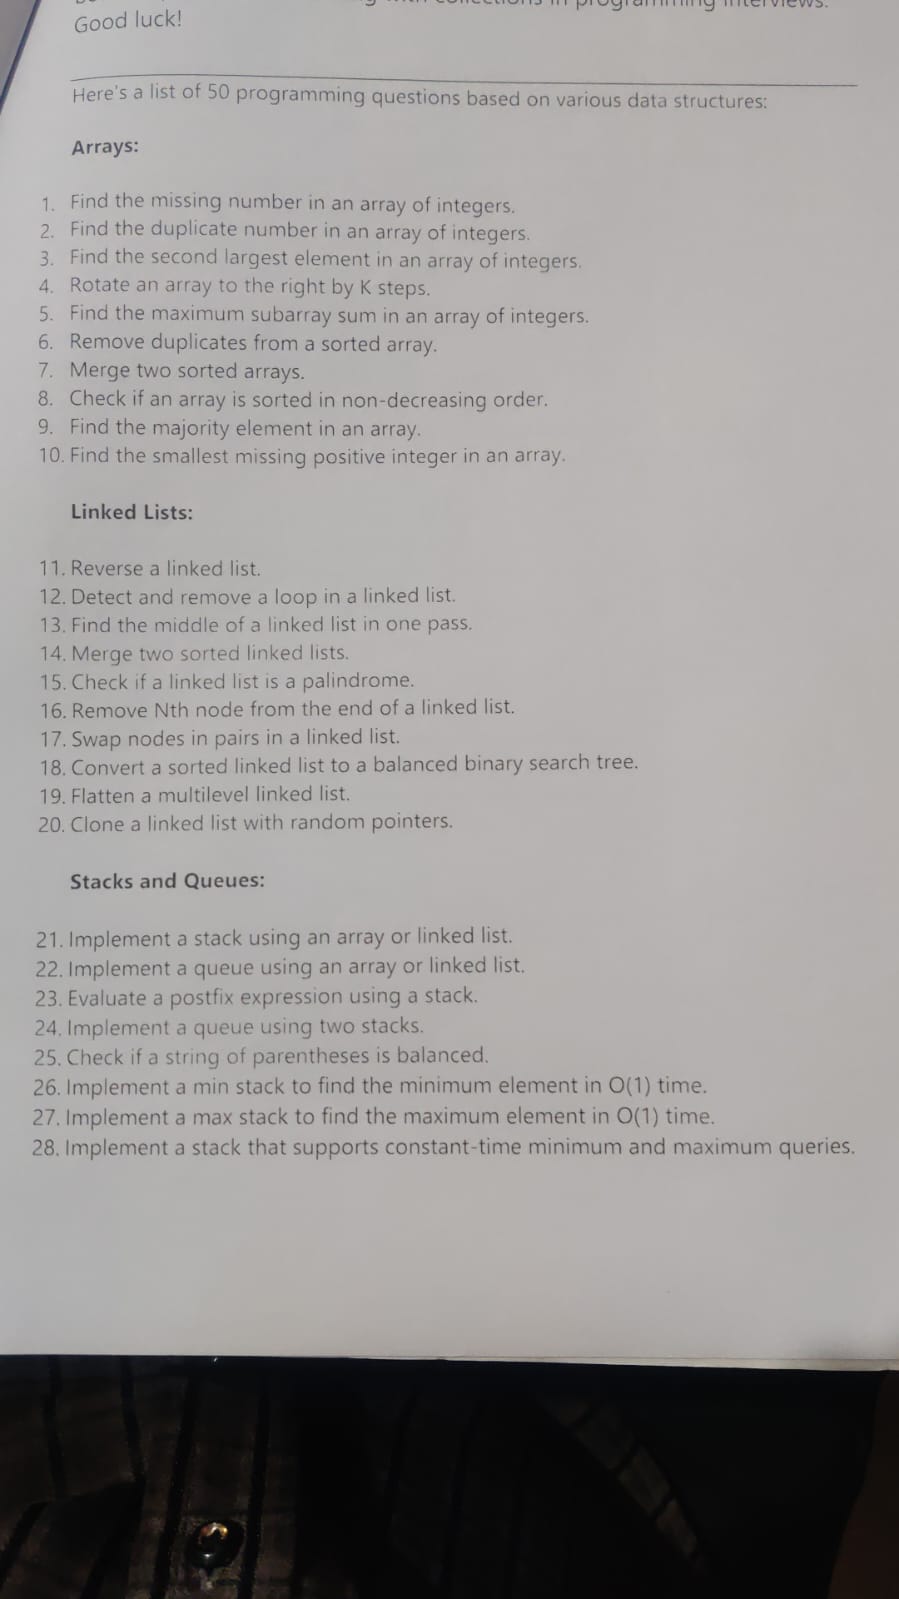 programming interviews.
Good luck!
Here's a list of 50 programming questions based on various data structures:
Arrays:
1. Find the missing number in an array of integers.
2. Find the duplicate number in an array of integers.
3. Find the second largest element in an array of integers.
4. Rotate an array to the right by K steps.
5. Find the maximum subarray sum in an array of integers.
6. Remove duplicates from a sorted array.
7. Merge two sorted arrays.
8. Check if an array is sorted in non-decreasing order.
9. Find the majority element in an array.
10. Find the smallest missing positive integer in an array.
Linked Lists:
11. Reverse a linked list.
12. Detect and remove a loop in a linked list.
13. Find the middle of a linked list in one pass.
14. Merge two sorted linked lists.
15. Check if a linked list is a palindrome.
16. Remove Nth node from the end of a linked list.
17. Swap nodes in pairs in a linked list.
18. Convert a sorted linked list to a balanced binary search tree.
19. Flatten a multilevel linked list.
20. Clone a linked list with random pointers.
Stacks and Queues:
21. Implement a stack using an array or linked list.
22. Implement a queue using an array or linked list.
23. Evaluate a postfix expression using a stack.
24. Implement a queue using two stacks.
25. Check if a string of parentheses is balanced.
26. Implement a min stack to find the minimum element in O(1) time.
27. Implement a max stack to find the maximum element in O(1) time.
28. Implement a stack that supports constant-time minimum and maximum queries.